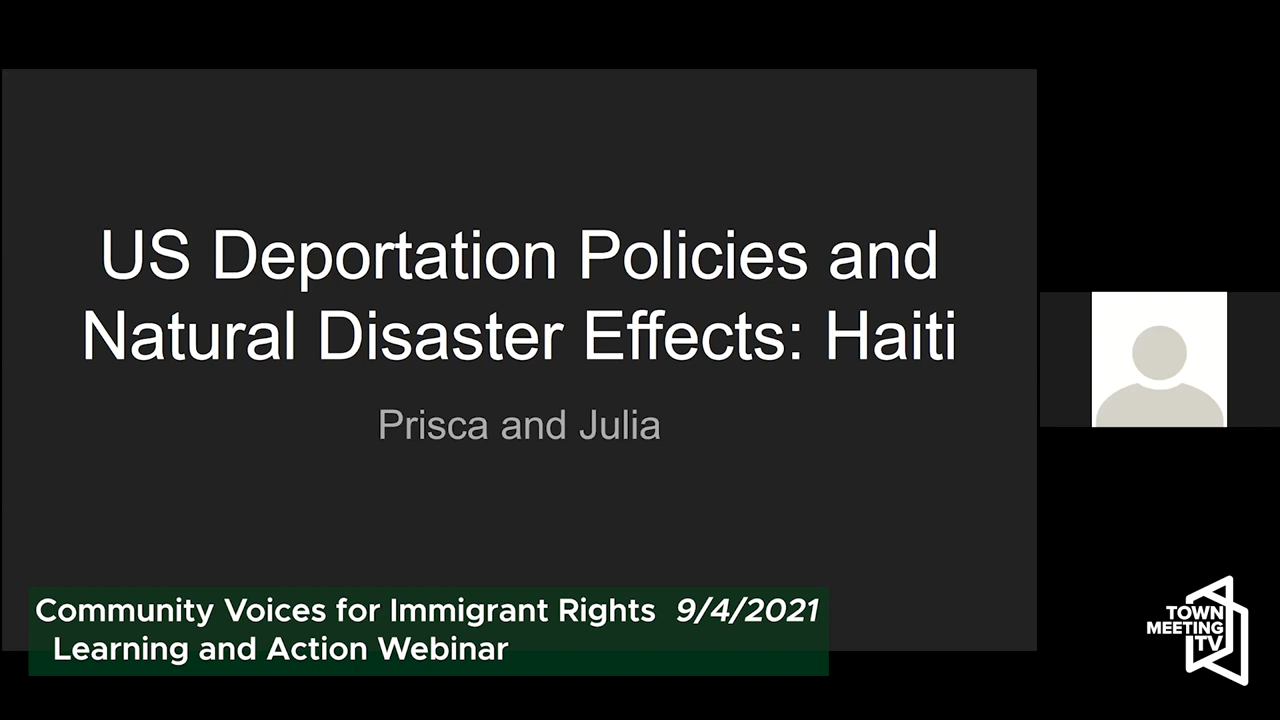 US Deportation Policies and
Natural Disaster Effects: Haiti
Prisca and Julia
Community Voices for Immigrant Rights 9/4/2021
Learning and Action Webinar
TOWN
MEETING
TV